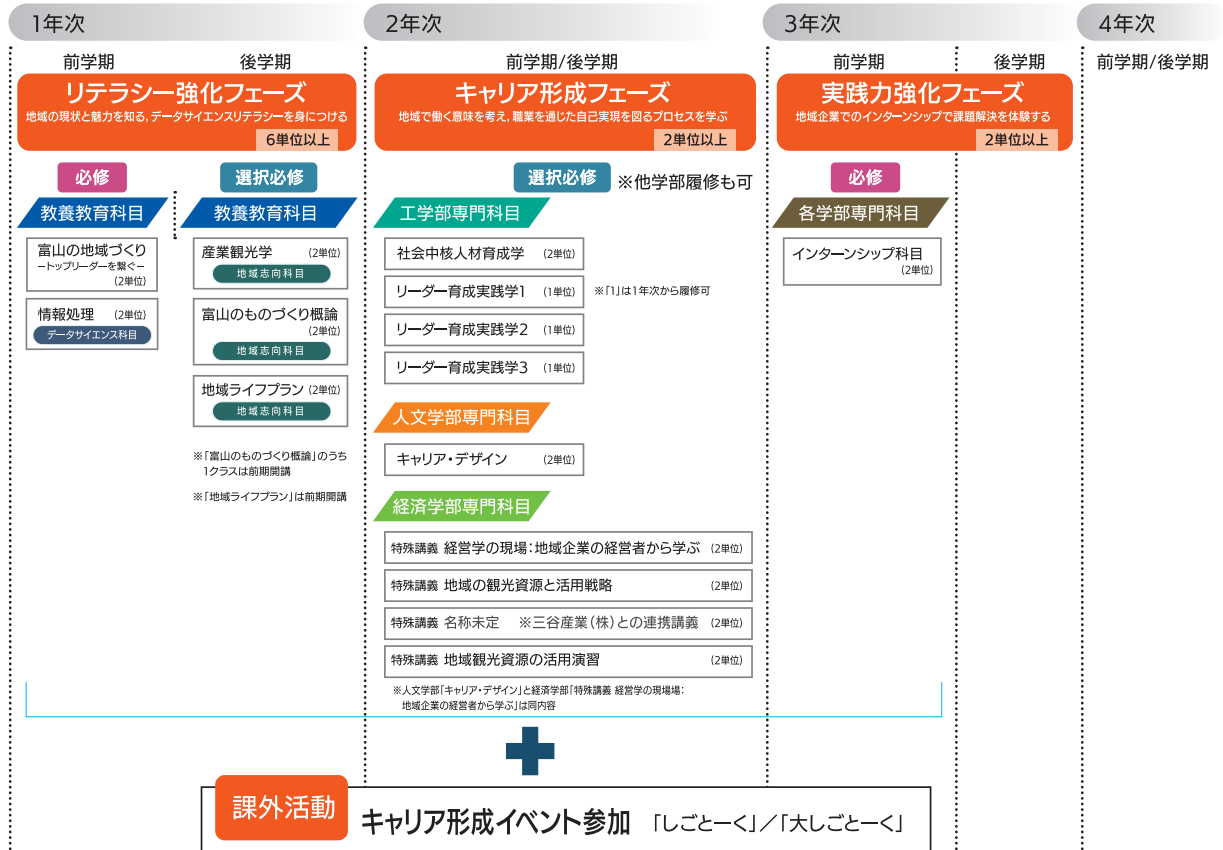 1年次
2年次
3年次
4年次
前学期
後学期
前学期/後学期
前学期
後学期
前学期/後学期
リテラシー強化フェーズ
地域の現状と魅力を知る，データサイエンスリテラシーを身につける
6単位以上
キャリア形成フェーズ
地域で働く意味を考え，職業を通じた自己実現を図るプロセスを学ぶ
2単位以上
実践力強化フェーズ
地域企業でのインターンシップで課題解決を体験する
2単位以上
必修
教養教育科目
富山の地域づくり
ートップリーダーを繋ぐー
(2単位)
情報処理 (2単位)
データサイエンス科目
選択必修
教養教育科目
産業観光学 (2単位)
地域志向科目
富山のものづくり概論
(2単位)
地域志向科目
地域ライフプラン (2単位)
地域志向科目
※「富山のものづくり概論」のうち
1クラスは前期開講
※「地域ライフプラン」は前期開講
選択必修 ※他学部履修も可
工学部専門科目
社会中核人材育成学 (2単位)
リーダー育成実践学1 (1単位) ※「1」は1年次から履修可
リーダー育成実践学2 (1単位)
リーダー育成実践学3 (1単位)
人文学部専門科目
キャリア・デザイン (2単位)
経済学部専門科目
特殊講義 経営学の現場：地域企業の経営者から学ぶ (2単位)
特殊講義 地域の観光資源と活用戦略 (2単位)
特殊講義 名称未定 ※三谷産業（株）との連携講義 (2単位)
特殊講義 地域観光資源の活用演習 (2単位)
※人文学部「キャリア・デザイン」と経済学部「特殊講義 経営学の現場場：
地域企業の経営者から学ぶ」は同内容
必修
各学部専門科目
インターンシップ科目
(2単位)
課外活動
キャリア形成イベント参加 「しごとーく」／「大しごとーく」